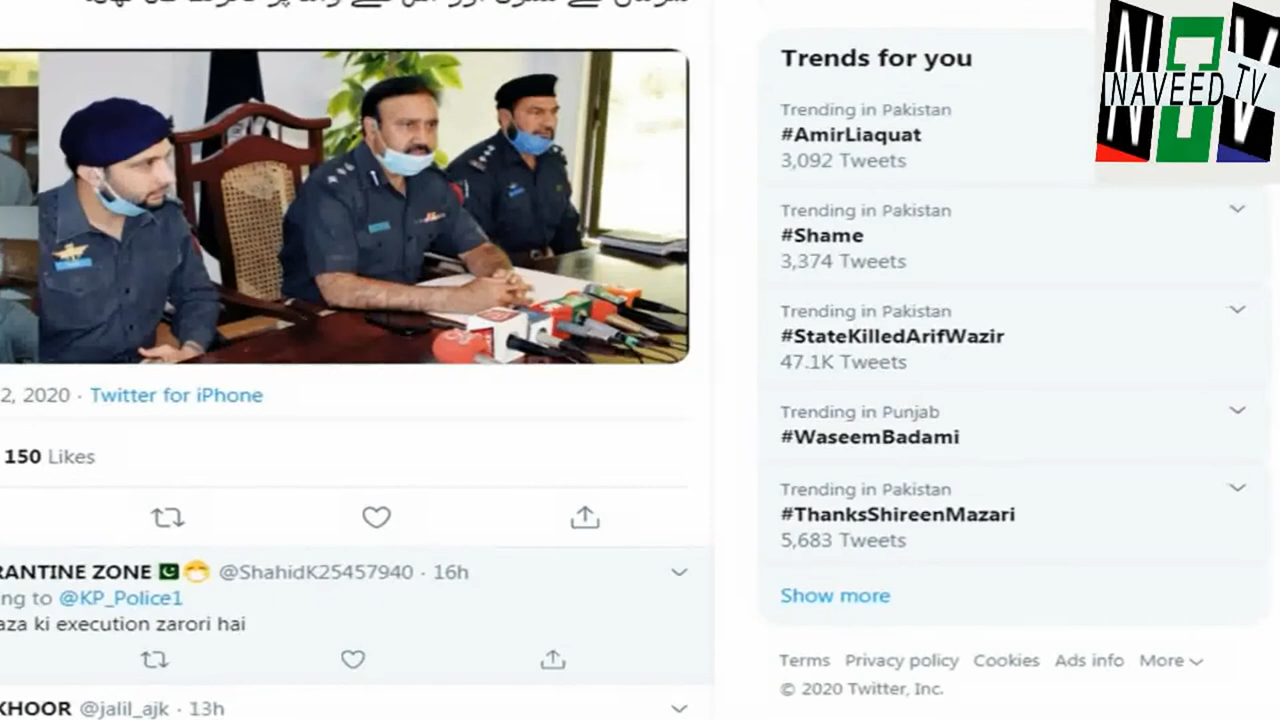 2, 2020 · Twitter for iPhone
150 Likes
RANTINE ZONE @ShahidK25457940 · 16h
ng to @KP_Police1
aza ki execution zarori hai
KHOOR @jalil_ajk · 13h
Trends for you
Trending in Pakistan
#AmirLiaquat
3,092 Tweets
Trending in Pakistan
#Shame
3,374 Tweets
Trending in Pakistan
#StateKilledArifWazir
47.1K Tweets
Trending in Punjab
#WaseemBadami
Trending in Pakistan
#ThanksShireenMazari
5,683 Tweets
Show more
Terms Privacy policy Cookies Ads info More
© 2020 Twitter, Inc.
N T V
NAVEED TV